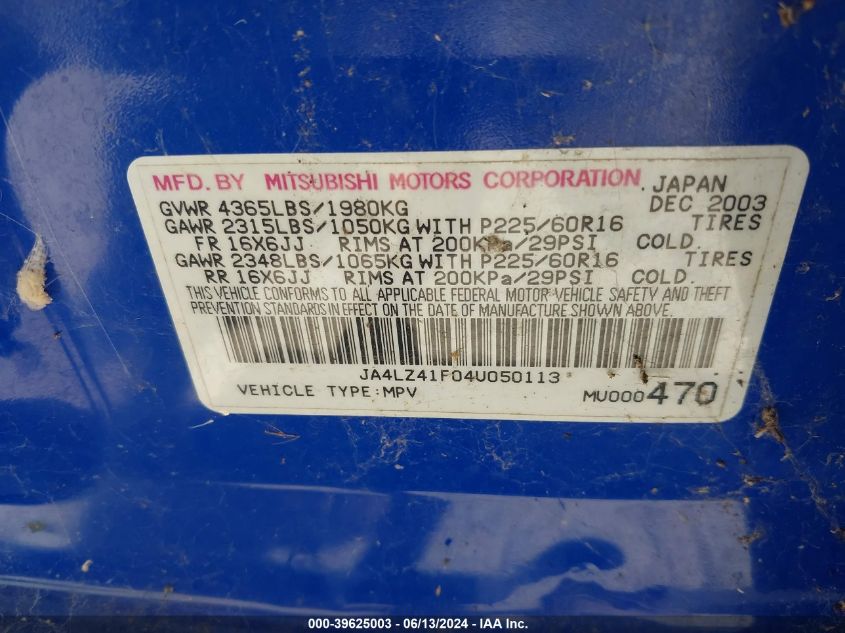 MFD. BY MITSUBISHI MOTORS CORPORATION, JAPAN
GVWR 4365LBS/1980KG DEC 2003
GAWR 2315LBS/1050KG WITH P225/60R16 TIRES
FR 16X6JJ RIMS AT 200KPa/29PSI COLD.
GAWR 2348LBS/1065KG WITH P225/60R16 TIRES
RR 16X6JJ RIMS AT 200KPa/29PSI COLD.
THIS VEHICLE CONFORMS TO ALL APPLICABLE FEDERAL MOTOR VEHICLE SAFETY AND THEFT
PREVENTION STANDARDS IN EFFECT ON THE DATE OF MANUFACTURE SHOWN ABOVE.
JA4LZ41F04U050113
VEHICLE TYPE:MPV MU000470
000-39625003 - 06/13/2024 - IAAI Inc.